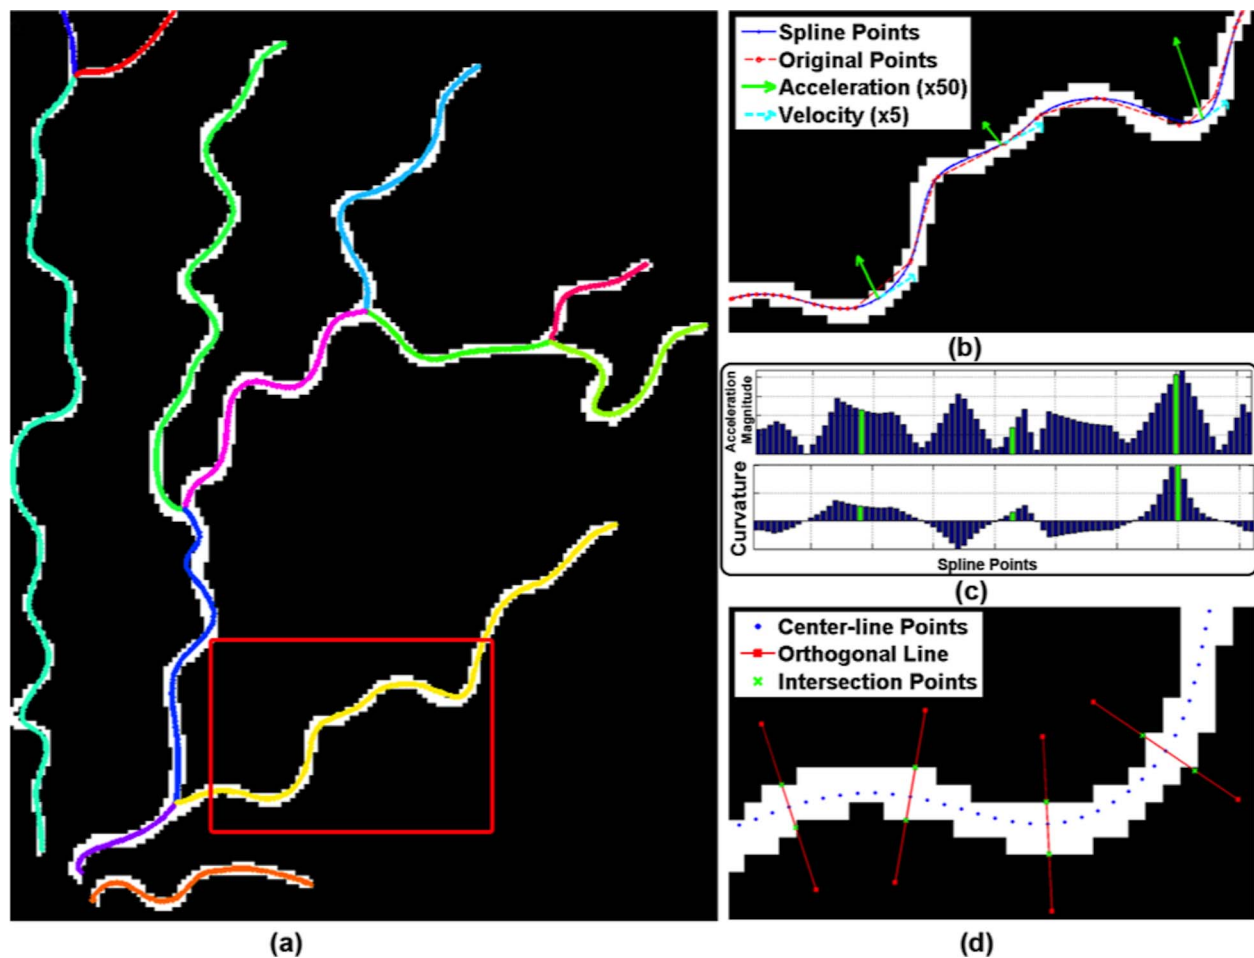 Spline Points
Original Points
Acceleration (x50)
Velocity (x5)
(b)
Acceleration
Magnitude
Curvature
Spline Points
(c)
Center-line Points
Orthogonal Line
Intersection Points
(a)
(d)